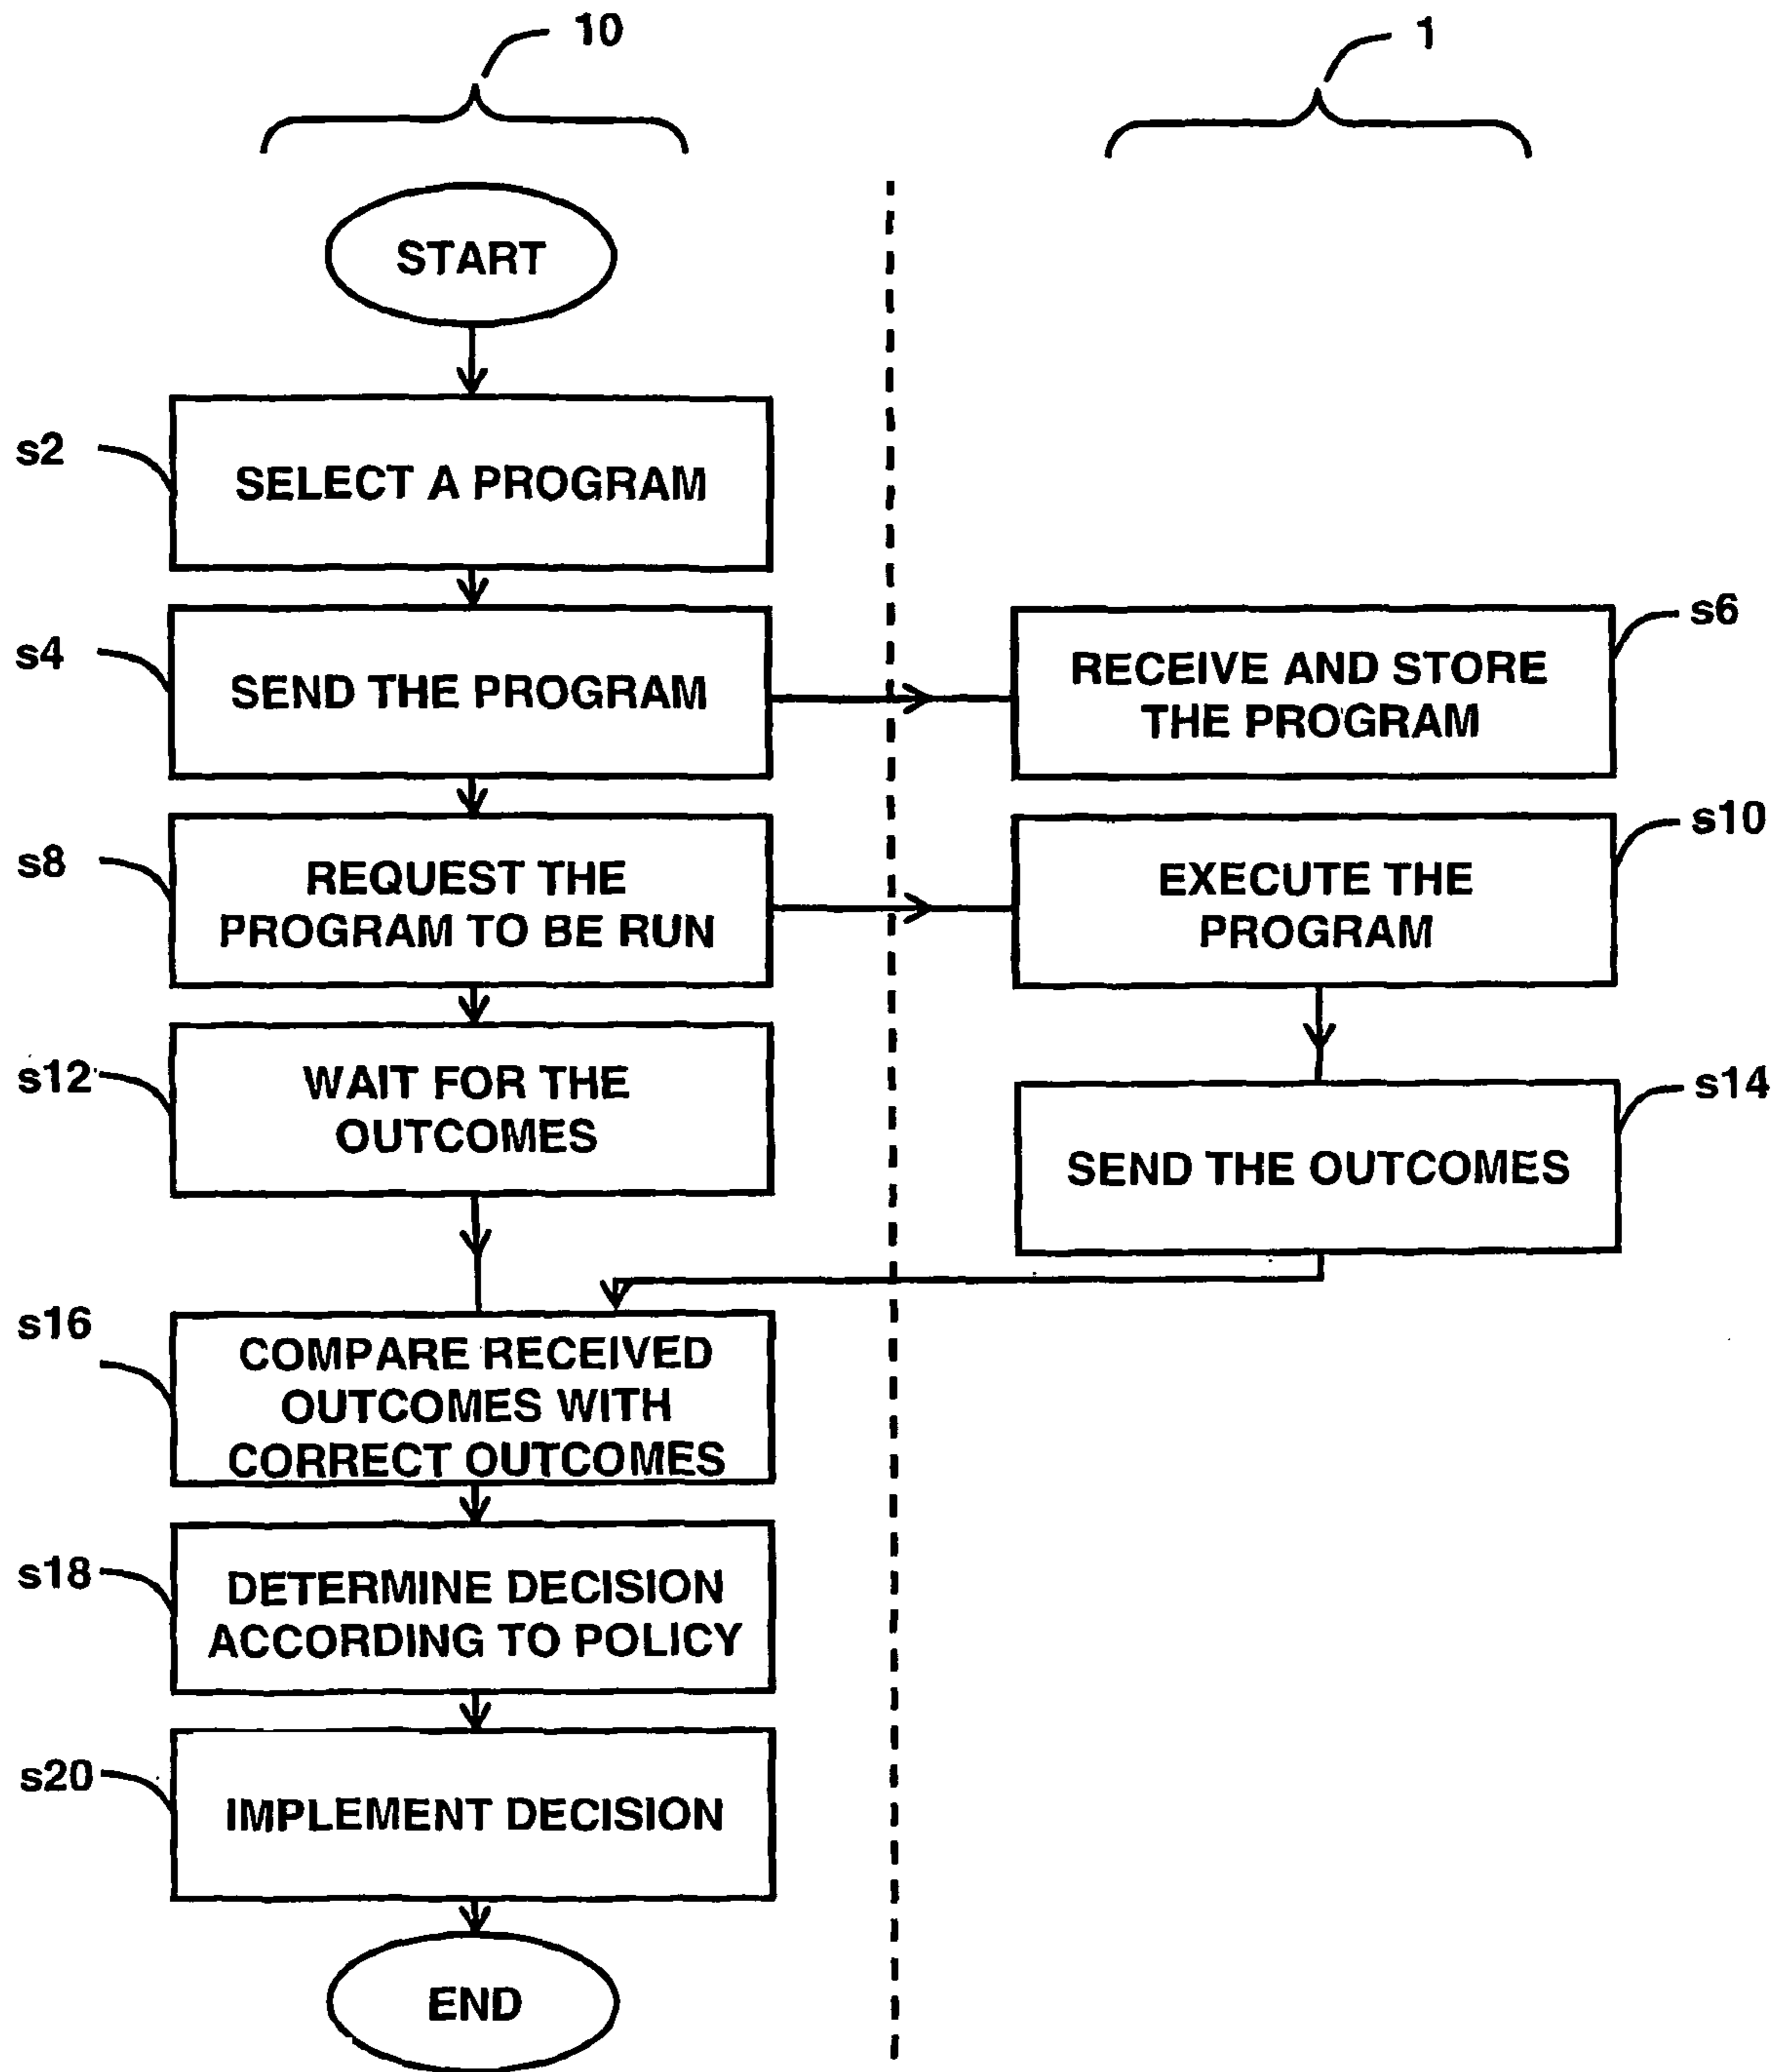 10
1
START
s2
SELECT A PROGRAM
s4
SEND THE PROGRAM
s6
RECEIVE AND STORE
THE PROGRAM
s8
REQUEST THE
PROGRAM TO BE RUN
s10
EXECUTE THE
PROGRAM
s12
WAIT FOR THE
OUTCOMES
s14
SEND THE OUTCOMES
s16
COMPARE RECEIVED
OUTCOMES WITH
CORRECT OUTCOMES
s18
DETERMINE DECISION
ACCORDING TO POLICY
s20
IMPLEMENT DECISION
END